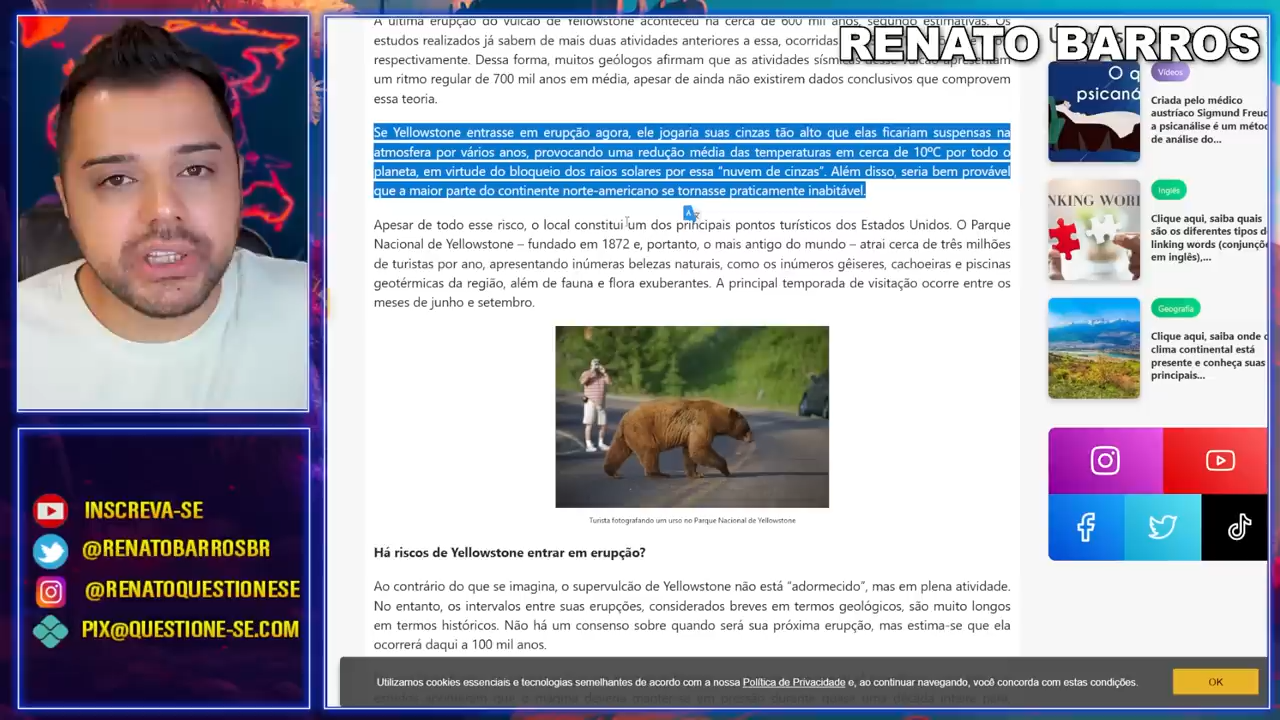 RENATO BARROS
A última erupção do vulcão de Yellowstone aconteceu há cerca de 600 mil anos, segundo estimativas. Os
estudos realizados já sabem de mais duas atividades anteriores a essa, ocorridas
respectivamente. Dessa forma, muitos geólogos afirmam que as atividades sísmicas desse vulcão apresentam
um ritmo regular de 700 mil anos em média, apesar de ainda não existirem dados conclusivos que comprovem
essa teoria.
Se Yellowstone entrasse em erupção agora, ele jogaria suas cinzas tão alto que elas ficariam suspensas na
atmosfera por vários anos, provocando uma redução média das temperaturas em cerca de 10ºC por todo o
planeta, em virtude do bloqueio dos raios solares por essa “nuvem de cinzas”. Além disso, seria bem provável
que a maior parte do continente norte-americano se tornasse praticamente inabitável.
Apesar de todo esse risco, o local constitui um dos principais pontos turísticos dos Estados Unidos. O Parque
Nacional de Yellowstone – fundado em 1872 e, portanto, o mais antigo do mundo – atrai cerca de três milhões
de turistas por ano, apresentando inúmeras belezas naturais, como os inúmeros gêiseres, cachoeiras e piscinas
geotérmicas da região, além de fauna e flora exuberantes. A principal temporada de visitação ocorre entre os
meses de junho e setembro.
Turista fotografando um urso no Parque Nacional de Yellowstone
Há riscos de Yellowstone entrar em erupção?
Ao contrário do que se imagina, o supervulcão de Yellowstone não está “adormecido”, mas em plena atividade.
No entanto, os intervalos entre suas erupções, considerados breves em termos geológicos, são muito longos
em termos históricos. Não há um consenso sobre quando será sua próxima erupção, mas estima-se que ela
ocorrerá daqui a 100 mil anos.
O q
psicaná
Vídeos
Criada pelo médico
austríaco Sigmund Freud
a psicanálise é um métod
de análise do...
NKING WORD
Inglês
Clique aqui, saiba quais
são os diferentes tipos de
linking words (conjunçõe
em inglês),...
Geografia
Clique aqui, saiba onde o
clima continental está
presente e conheça suas
principais...
INSCREVA-SE
@RENATOBARROSBR
@RENATOQUESTIONESE
PIX@QUESTIONE-SE.COM
Utilizamos cookies essenciais e tecnologias semelhantes de acordo com a nossa Política de Privacidade e, ao continuar navegando, você concorda com estas condições.
OK